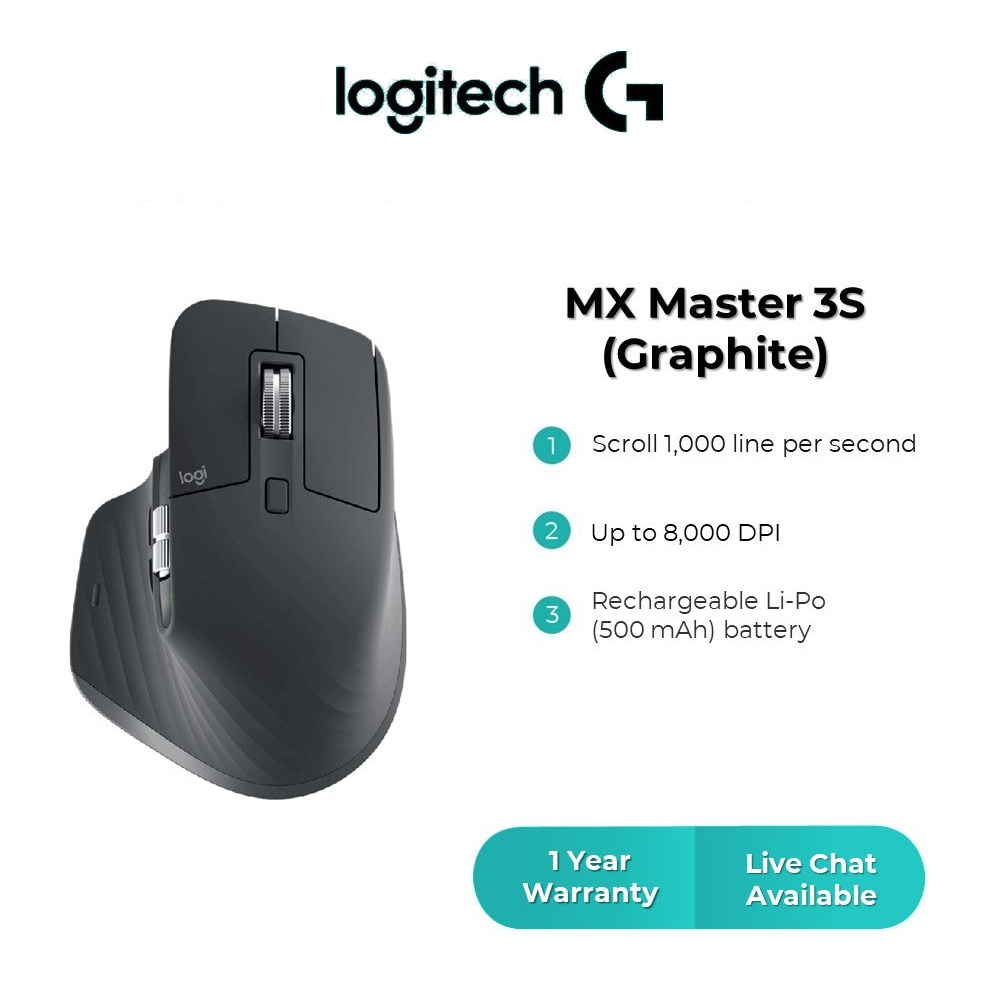 logitech G
MX Master 3S
(Graphite)
logi
1 Scroll 1,000 line per second
2 Up to 8,000 DPI
3 Rechargeable Li-Po
(500 mAh) battery
1 Year
Warranty
Live Chat
Available